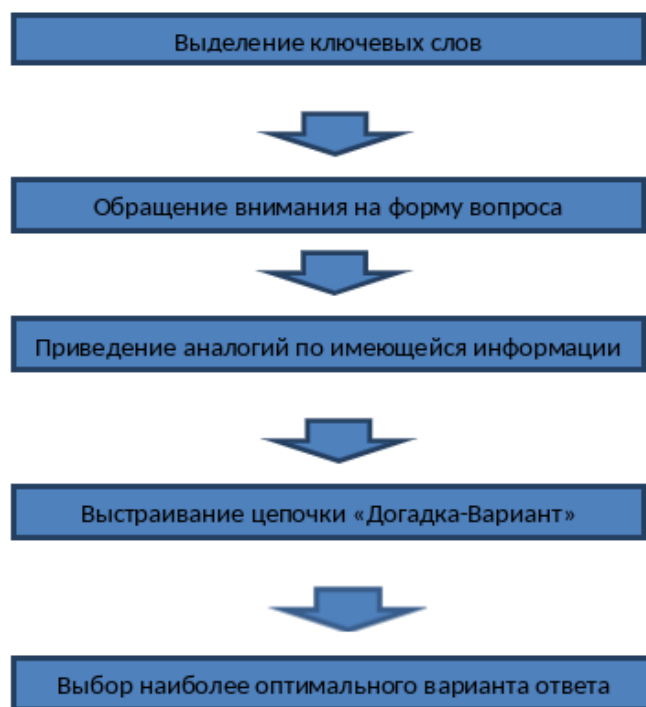 Выделение ключевых слов
Обращение внимания на форму вопроса
Приведение аналогий по имеющейся информации
Выстраивание цепочки «Догадка-Вариант»
Выбор наиболее оптимального варианта ответа